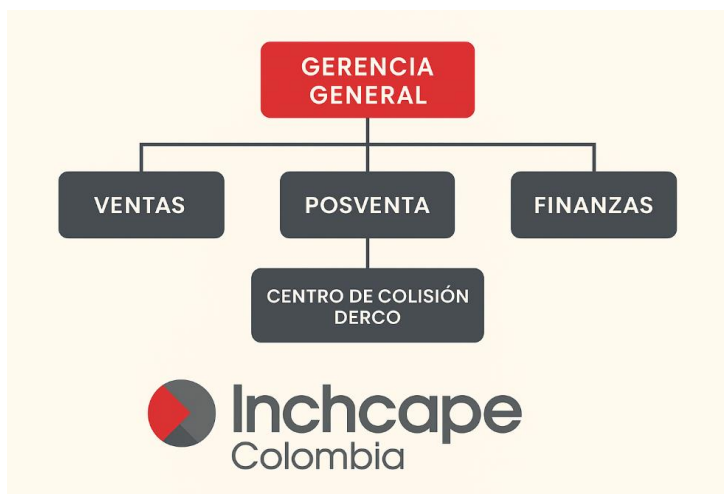 GERENCIA
GENERAL
VENTAS
POSVENTA
FINANZAS
CENTRO DE COLISIÓN
DERCO
Inchcape
Colombia